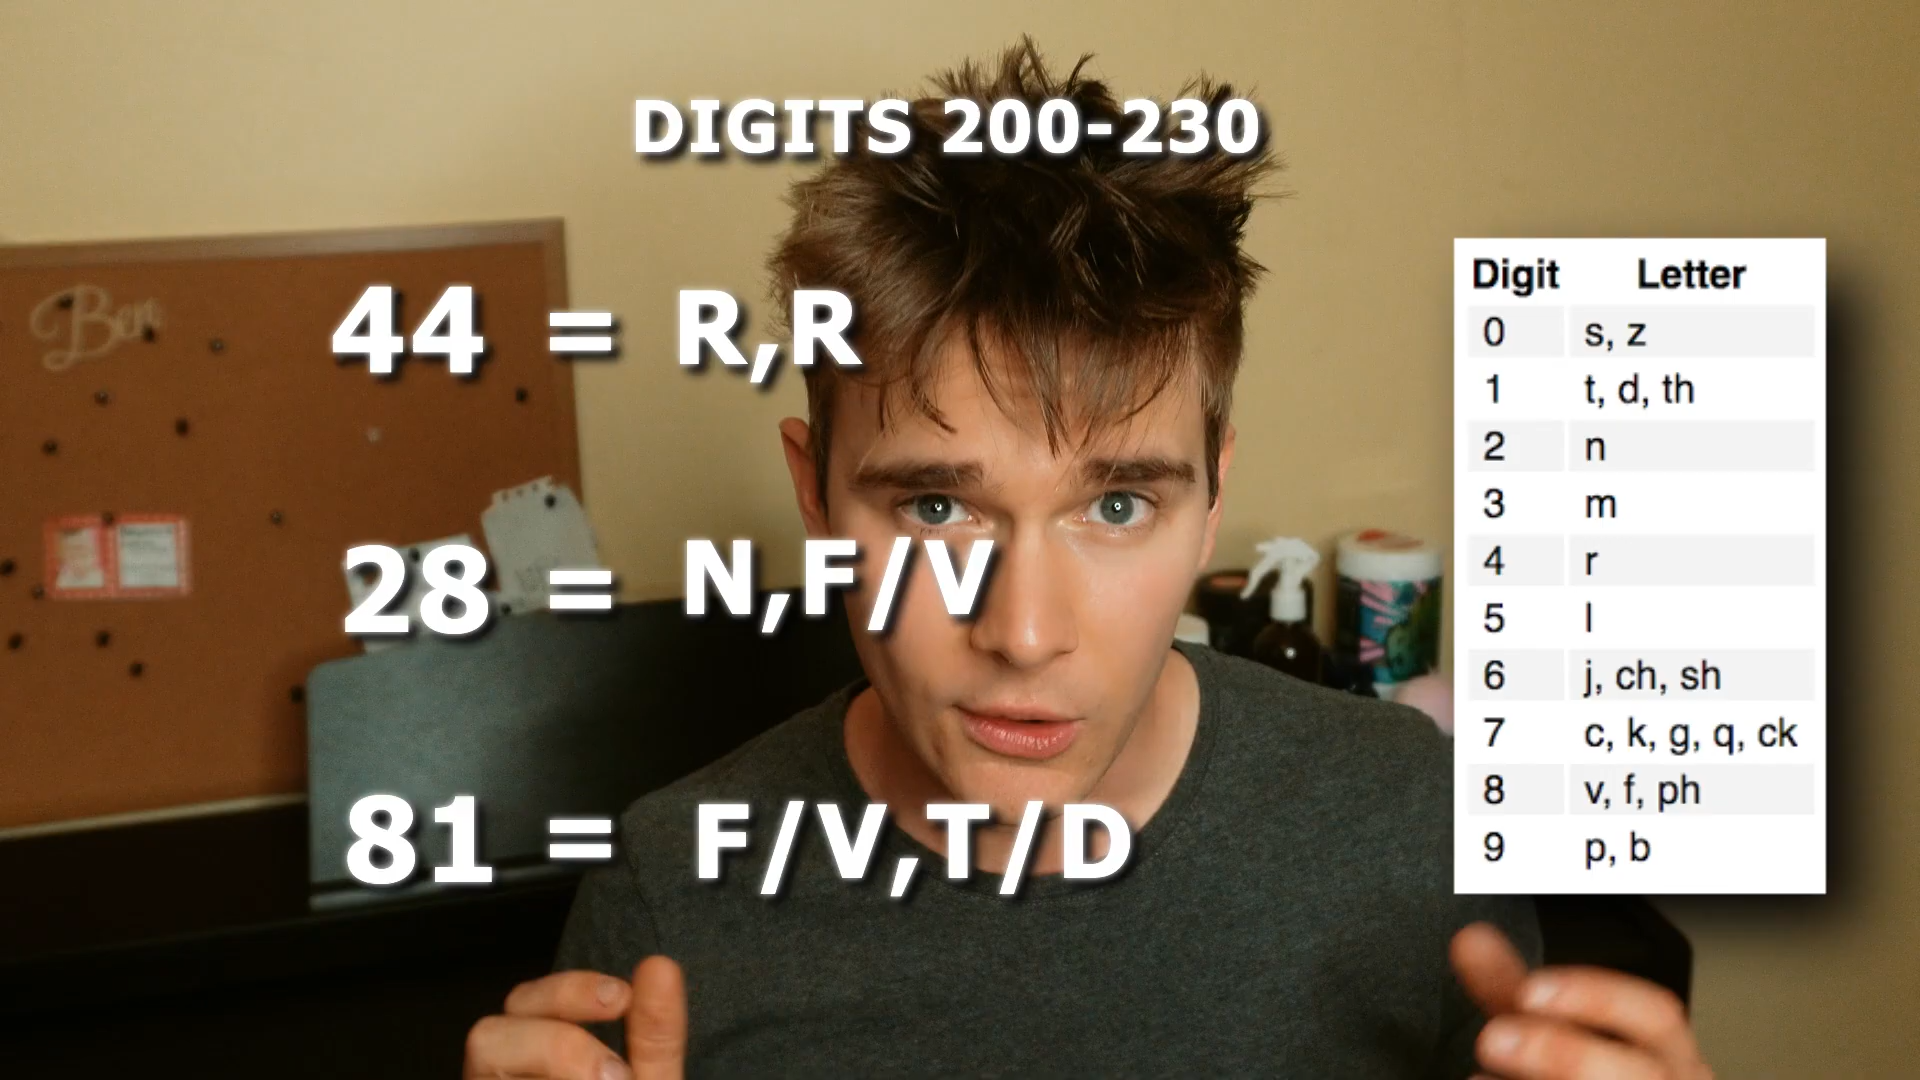 DIGITS 200-230
Ben
44 = R,R
28 = N,F/V
81 = F/V,T/D
Digit Letter
0 s, z
1 t, d, th
2 n
3 m
4 r
5 l
6 j, ch, sh
7 c, k, g, q, ck
8 v, f, ph
9 p, b